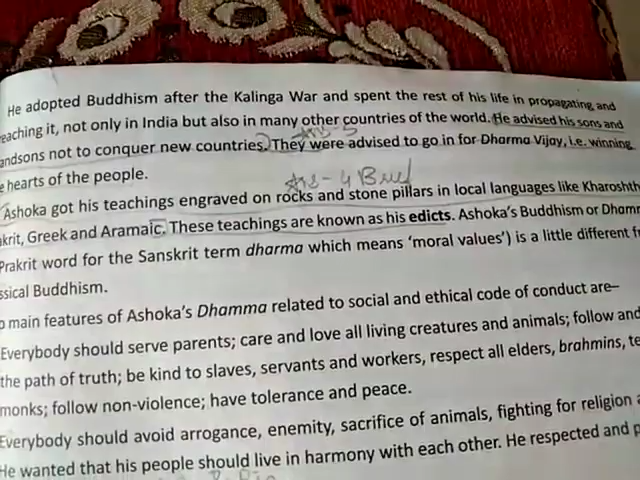 He adopted Buddhism after the Kalinga War and spent the rest of his life in propagating and
eaching it, not only in India but also in many other countries of the world. He advised his sons and
Ans-5
andsons not to conquer new countries. They were advised to go in for Dharma Vijay, i.e. winning
e hearts of the people.
Ans-4 Brief
Ashoka got his teachings engraved on rocks and stone pillars in local languages like Kharoshth
akrit, Greek and Aramaic. These teachings are known as his edicts. Ashoka's Buddhism or Dhamm
Prakrit word for the Sanskrit term dharma which means 'moral values') is a little different fr
ssical Buddhism.
o main features of Ashoka's Dhamma related to social and ethical code of conduct are–
Everybody should serve parents; care and love all living creatures and animals; follow and
the path of truth; be kind to slaves, servants and workers, respect all elders, brahmins, te
monks; follow non-violence; have tolerance and peace.
Everybody should avoid arrogance, enemity, sacrifice of animals, fighting for religion a
He wanted that his people should live in harmony with each other. He respected and p